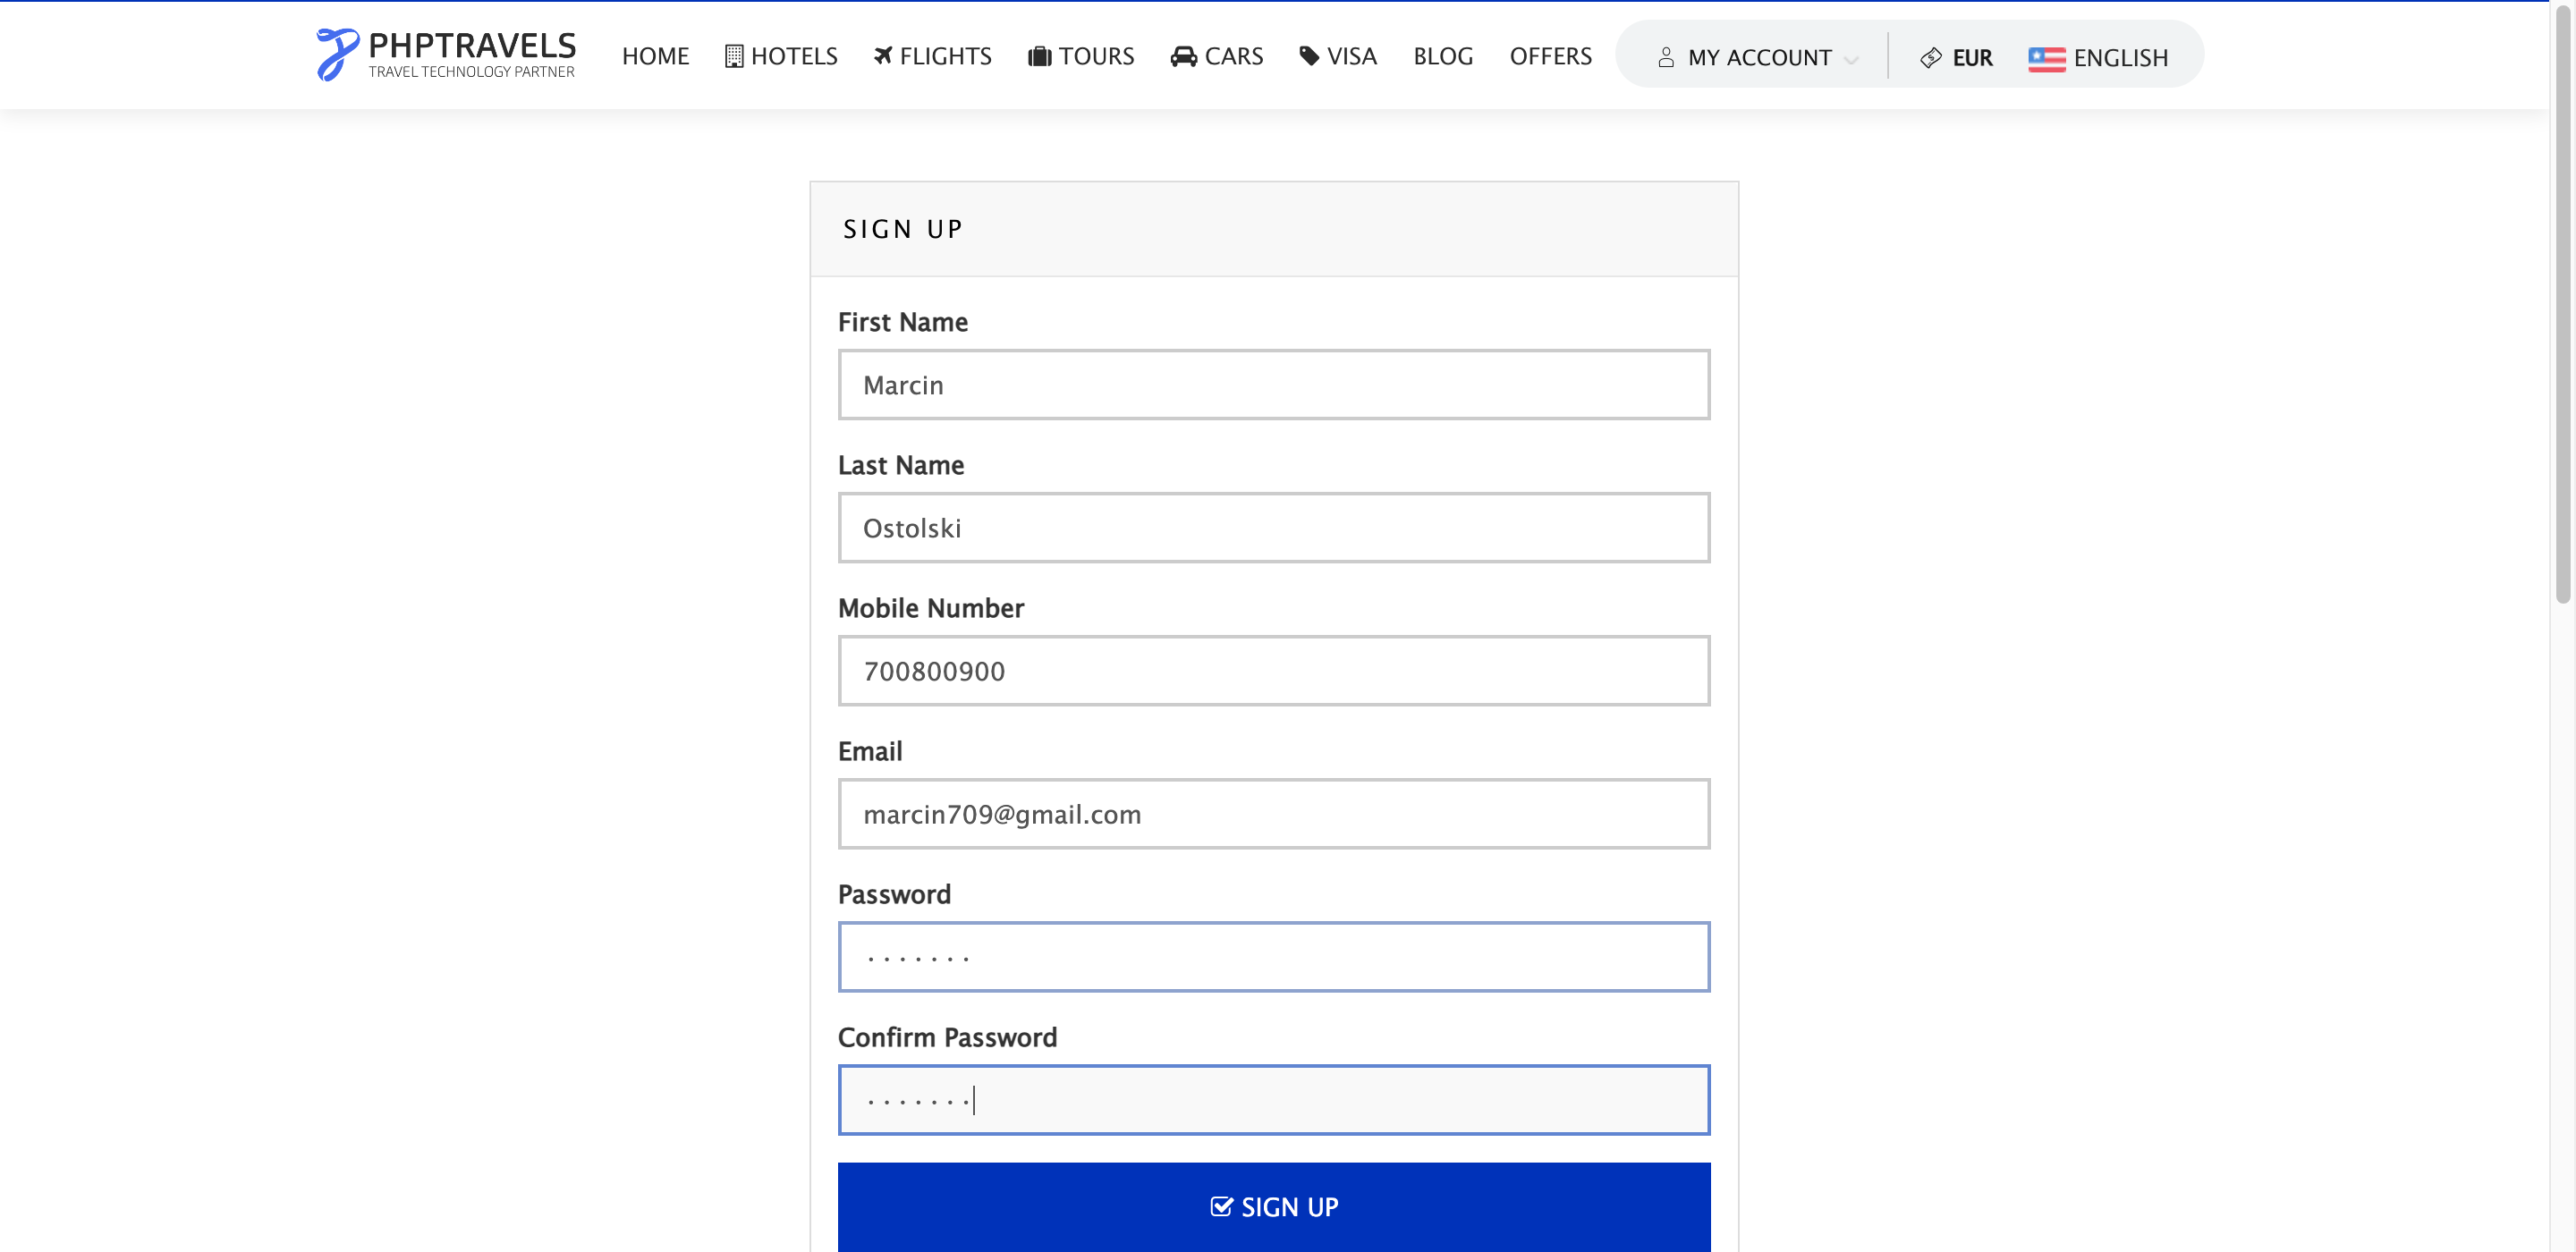 PHPTRAVELS
TRAVEL TECHNOLOGY PARTNER
HOME HOTELS FLIGHTS TOURS CARS VISA BLOG OFFERS MY ACCOUNT EUR ENGLISH
SIGN UP
First Name
Marcin
Last Name
Ostolski
Mobile Number
700800900
Email
marcin709@gmail.com
Password
·······
Confirm Password
·······
SIGN UP